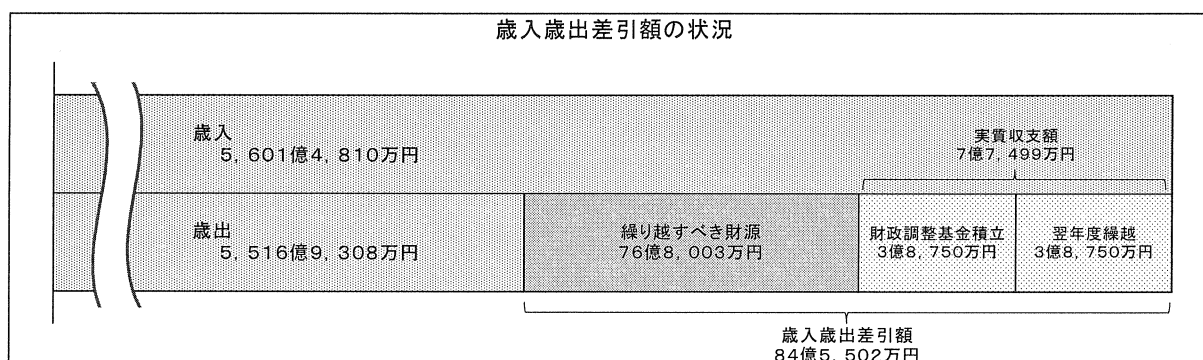 歳入歳出差引額の状況
歳入
5,601億4,810万円
実質収支額
7億7,499万円
歳出
5,516億9,308万円
繰り越すべき財源
76億8,003万円
財政調整基金積立
3億8,750万円
翌年度繰越
3億8,750万円
歳入歳出差引額
84億5,502万円